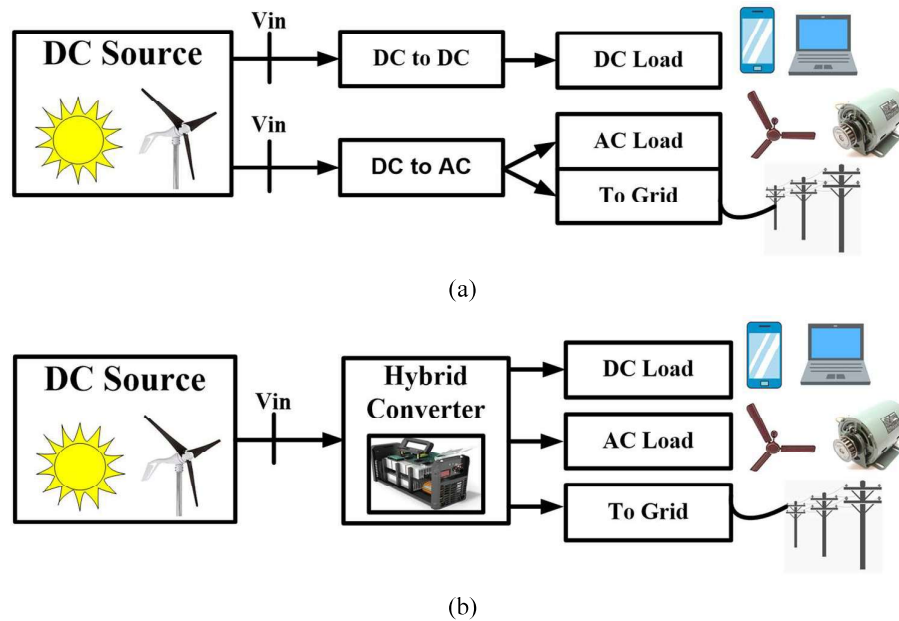 DC Source
Vin
DC to DC
DC Load
Vin
DC to AC
AC Load
To Grid
(a)
DC Source
Vin
Hybrid
Converter
DC Load
AC Load
To Grid
(b)